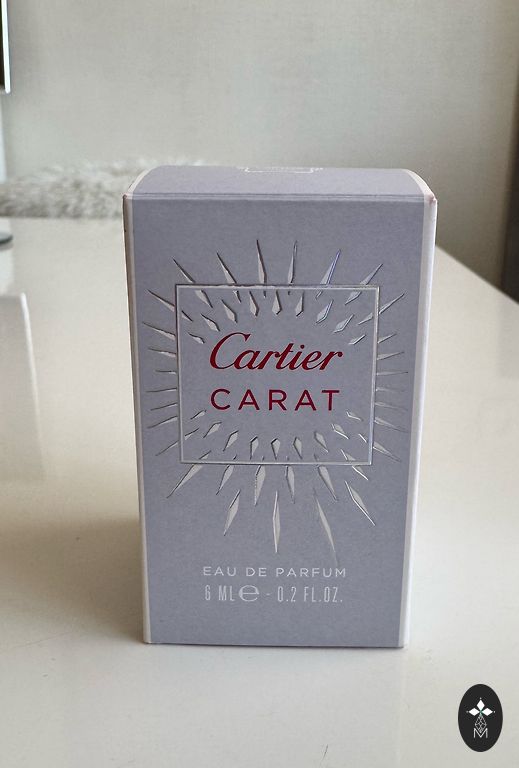 Cartier
CARAT
EAU DE PARFUM
6 ML ℮ - 0.2 FL.OZ.
M